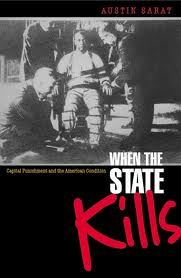 AUSTIN SARAT
WHEN THE
Capital Punishment and the American Condition
STATE
Kills